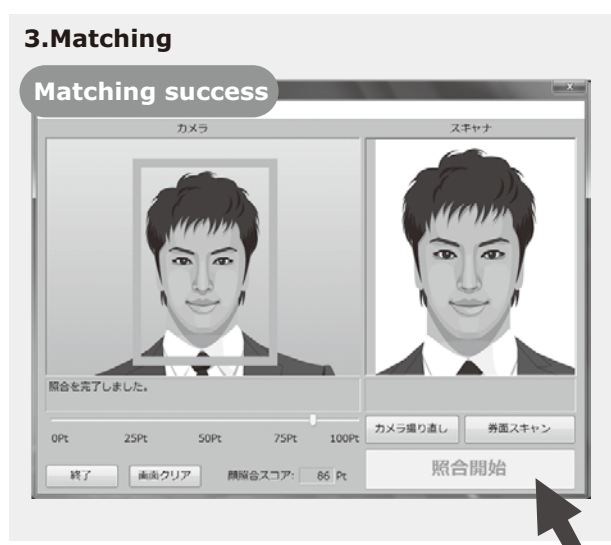 3.Matching
Matching success
x
カメラ
スキャナ
照合を完了しました。
0Pt 25Pt 50Pt 75Pt 100Pt
カメラ撮り直し 券面スキャン
終了 画面クリア 顔照合スコア: 86 Pt
照合開始